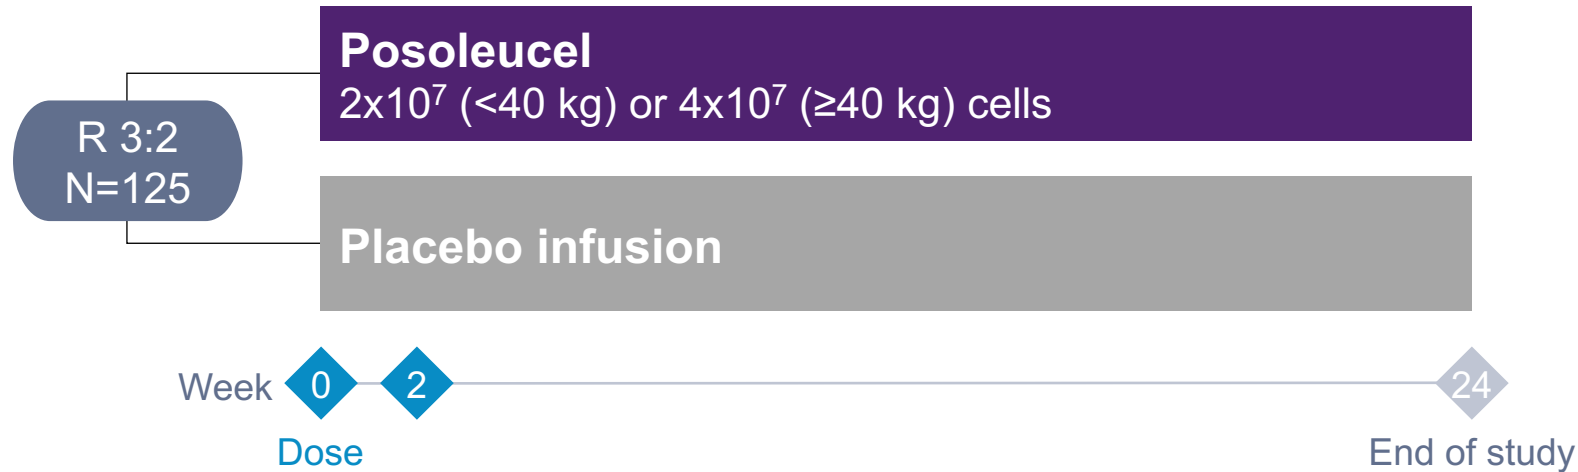 R 3:2
N=125
Posoleucel
2x10⁷ (<40 kg) or 4x10⁷ (≥40 kg) cells
Placebo infusion
Week 0 2 24
Dose End of study